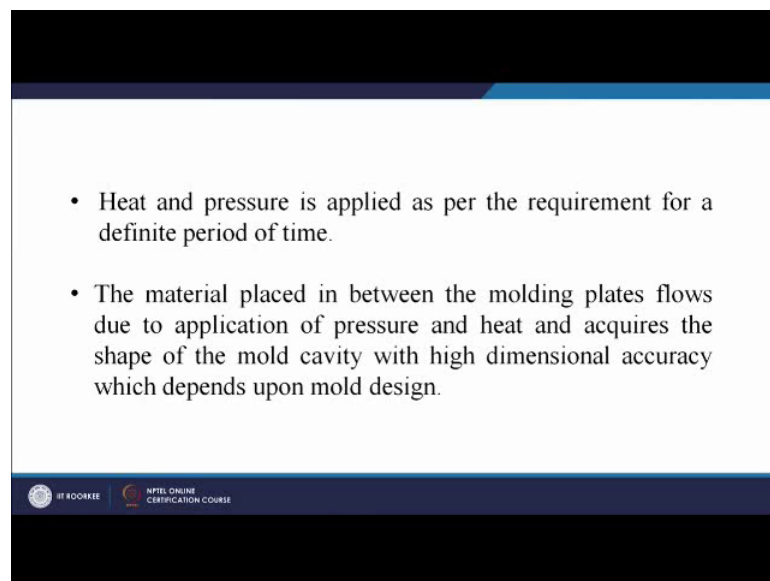 • Heat and pressure is applied as per the requirement for a
definite period of time.
• The material placed in between the molding plates flows
due to application of pressure and heat and acquires the
shape of the mold cavity with high dimensional accuracy
which depends upon mold design.
IIT ROORKEE
NPTEL ONLINE
CERTIFICATION COURSE